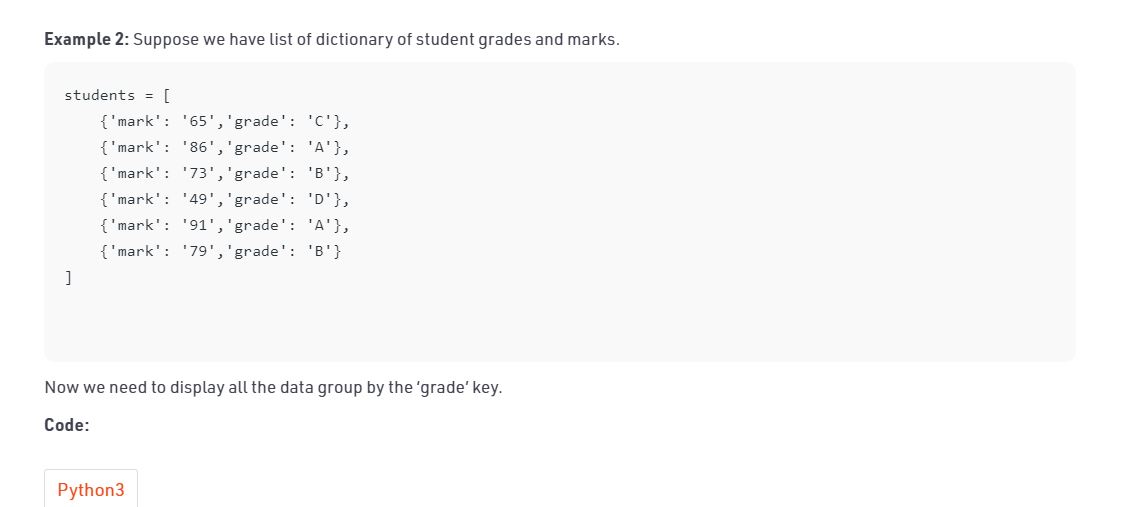 Example 2: Suppose we have list of dictionary of student grades and marks.
students = [
    {'mark': '65','grade': 'C'},
    {'mark': '86','grade': 'A'},
    {'mark': '73','grade': 'B'},
    {'mark': '49','grade': 'D'},
    {'mark': '91','grade': 'A'},
    {'mark': '79','grade': 'B'}
]
Now we need to display all the data group by the ‘grade’ key.
Code:
Python3